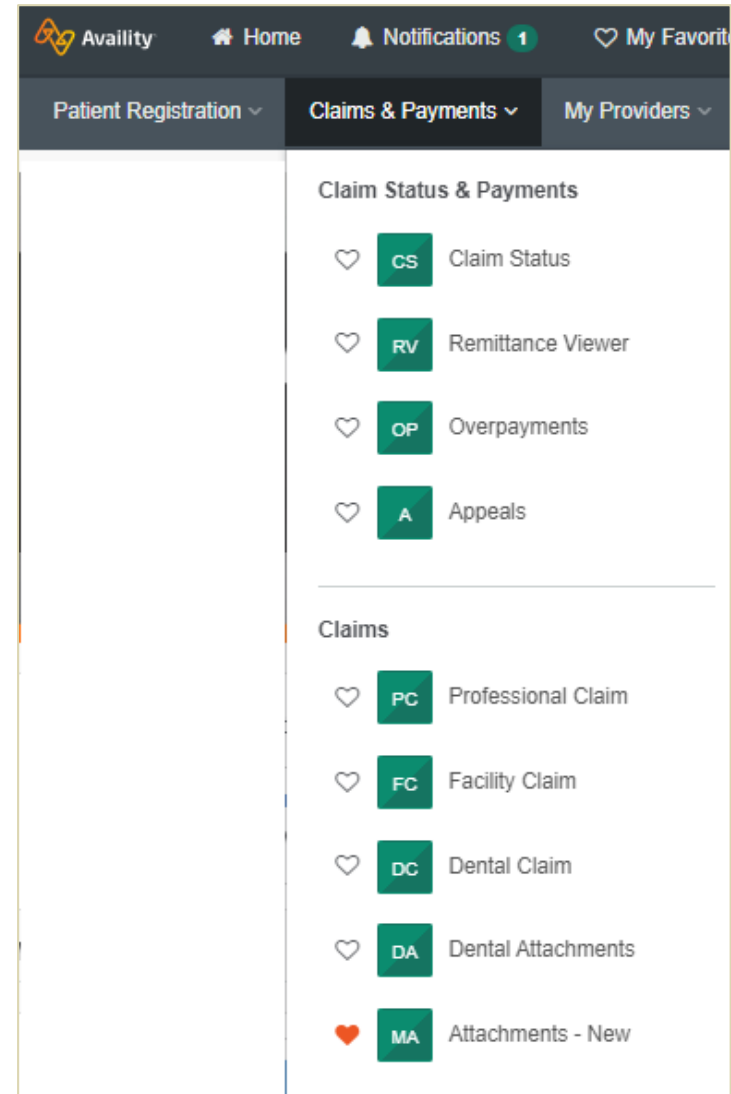 Availity Home Notifications 1 My Favorit
Patient Registration Claims & Payments My Providers
Claim Status & Payments
CS Claim Status
RV Remittance Viewer
OP Overpayments
A Appeals
Claims
PC Professional Claim
FC Facility Claim
DC Dental Claim
DA Dental Attachments
MA Attachments - New